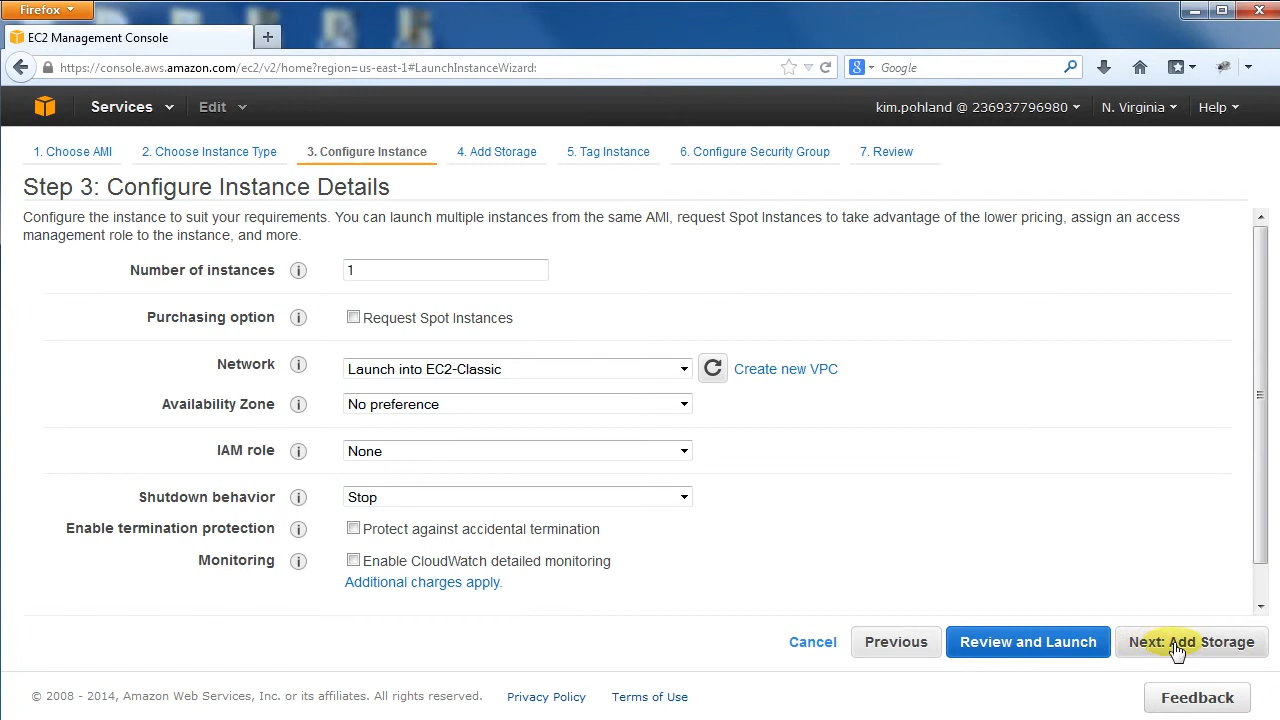 Firefox
EC2 Management Console
https://console.aws.amazon.com/ec2/v2/home?region=us-east-1#LaunchInstanceWizard:
Google
Services Edit kim.pohland @ 236937796980 N. Virginia Help
1. Choose AMI 2. Choose Instance Type 3. Configure Instance 4. Add Storage 5. Tag Instance 6. Configure Security Group 7. Review
Step 3: Configure Instance Details
Configure the instance to suit your requirements. You can launch multiple instances from the same AMI, request Spot Instances to take advantage of the lower pricing, assign an access
management role to the instance, and more.
Number of instances 1
Purchasing option Request Spot Instances
Network Launch into EC2-Classic Create new VPC
Availability Zone No preference
IAM role None
Shutdown behavior Stop
Enable termination protection Protect against accidental termination
Monitoring Enable CloudWatch detailed monitoring
Additional charges apply.
Cancel Previous Review and Launch Next: Add Storage
© 2008 - 2014, Amazon Web Services, Inc. or its affiliates. All rights reserved. Privacy Policy Terms of Use Feedback